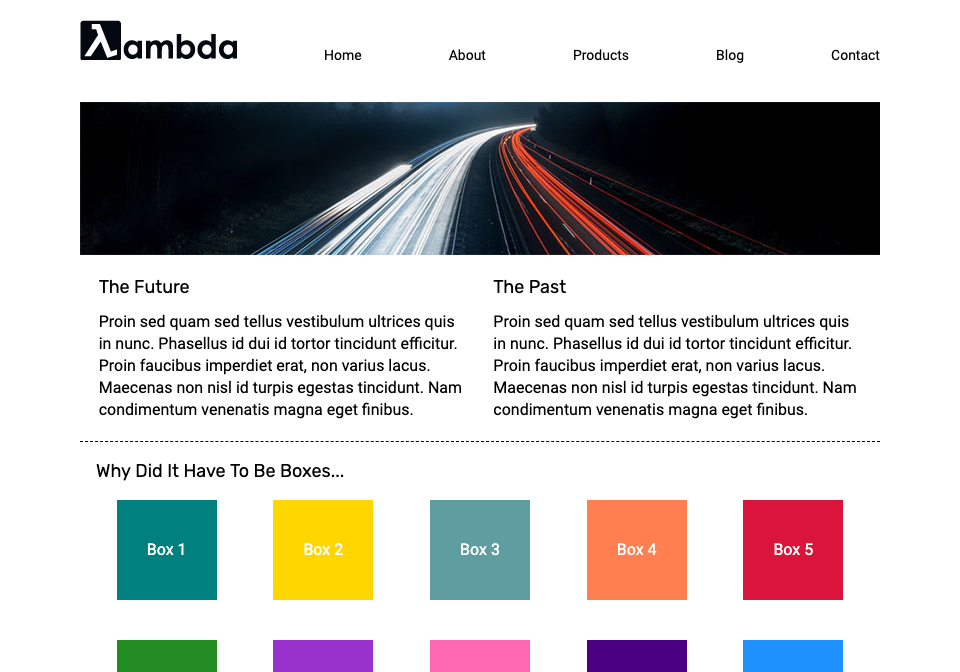 λambda
Home About Products Blog Contact
The Future
Proin sed quam sed tellus vestibulum ultrices quis
in nunc. Phasellus id dui id tortor tincidunt efficitur.
Proin faucibus imperdiet erat, non varius lacus.
Maecenas non nisl id turpis egestas tincidunt. Nam
condimentum venenatis magna eget finibus.
The Past
Proin sed quam sed tellus vestibulum ultrices quis
in nunc. Phasellus id dui id tortor tincidunt efficitur.
Proin faucibus imperdiet erat, non varius lacus.
Maecenas non nisl id turpis egestas tincidunt. Nam
condimentum venenatis magna eget finibus.
Why Did It Have To Be Boxes...
Box 1 Box 2 Box 3 Box 4 Box 5